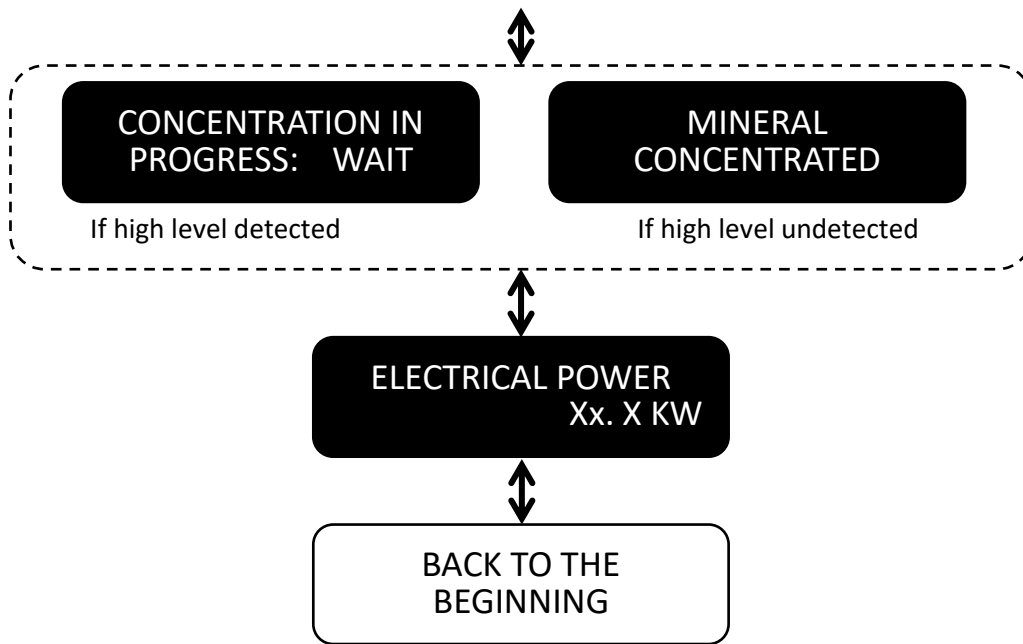 CONCENTRATION IN
PROGRESS: WAIT
If high level detected
MINERAL
CONCENTRATED
If high level undetected
ELECTRICAL POWER
Xx. X KW
BACK TO THE
BEGINNING